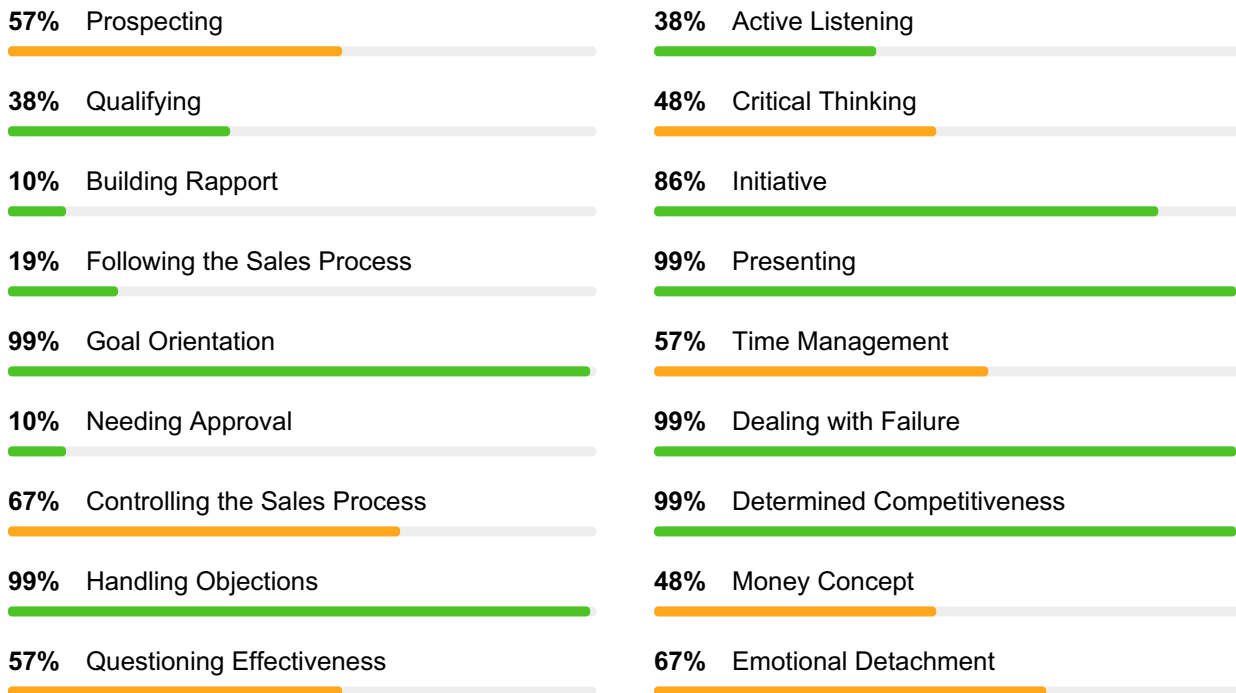 57% Prospecting
38% Qualifying
10% Building Rapport
19% Following the Sales Process
99% Goal Orientation
10% Needing Approval
67% Controlling the Sales Process
99% Handling Objections
57% Questioning Effectiveness
38% Active Listening
48% Critical Thinking
86% Initiative
99% Presenting
57% Time Management
99% Dealing with Failure
99% Determined Competitiveness
48% Money Concept
67% Emotional Detachment